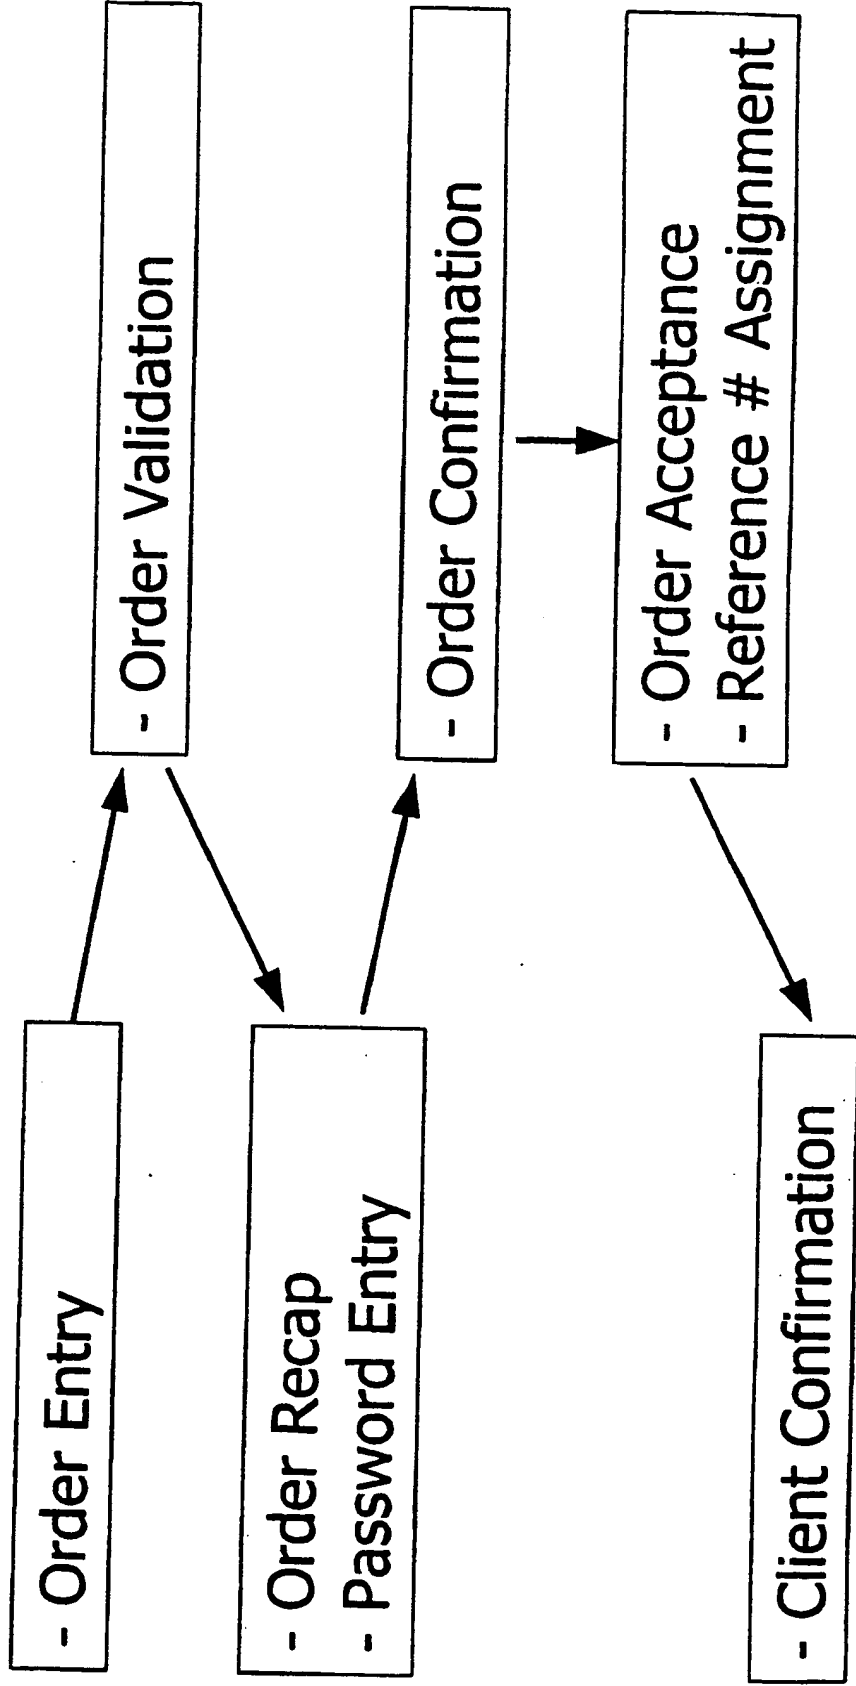 - Order Entry
- Order Validation
- Order Recap
- Password Entry
- Order Confirmation
- Order Acceptance
- Reference # Assignment
- Client Confirmation